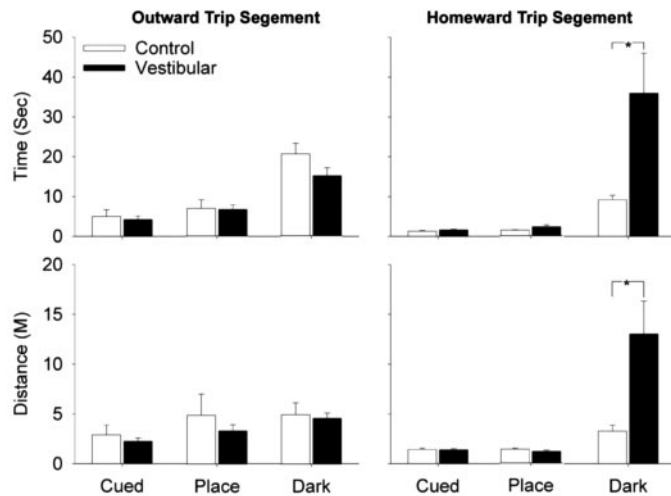 Outward Trip Segement
Homeward Trip Segement
Control
Vestibular
Time (Sec)
50
40
30
20
10
0
*
Distance (M)
20
15
10
5
0
*
Cued Place Dark
Cued Place Dark